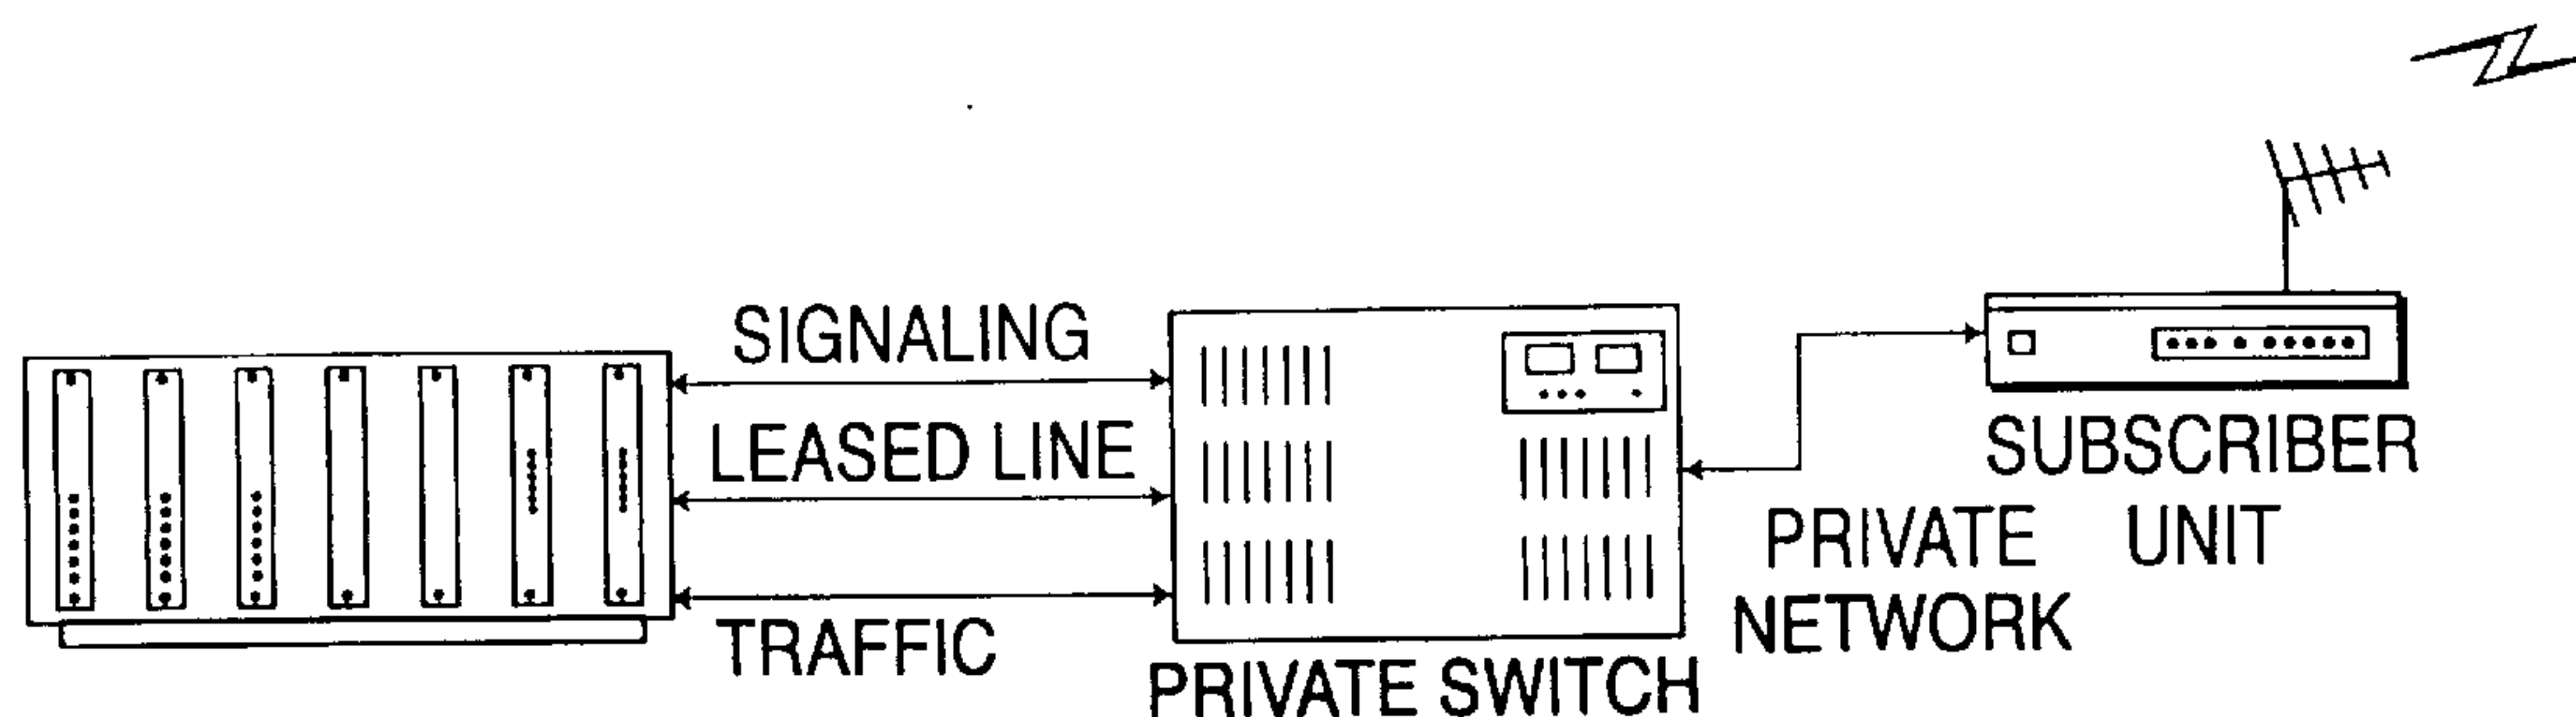 SIGNALING
LEASED LINE
TRAFFIC
PRIVATE SWITCH
SUBSCRIBER
UNIT
PRIVATE
NETWORK